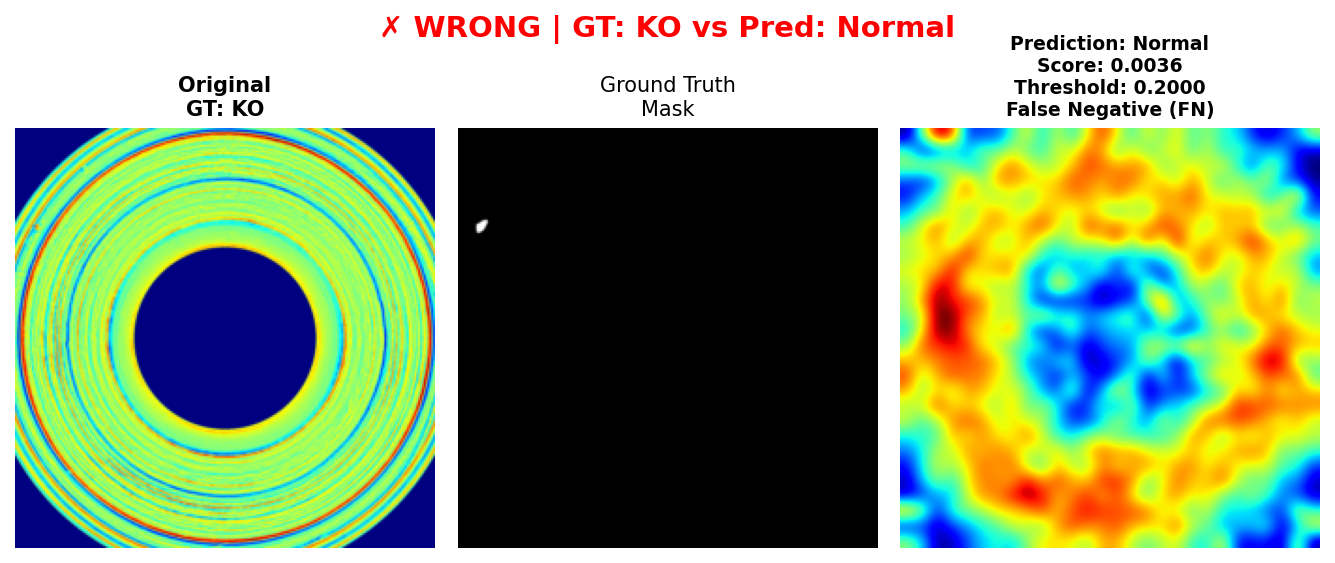 ✗ WRONG | GT: KO vs Pred: Normal
Original
GT: KO
Ground Truth
Mask
Prediction: Normal
Score: 0.0036
Threshold: 0.2000
False Negative (FN)